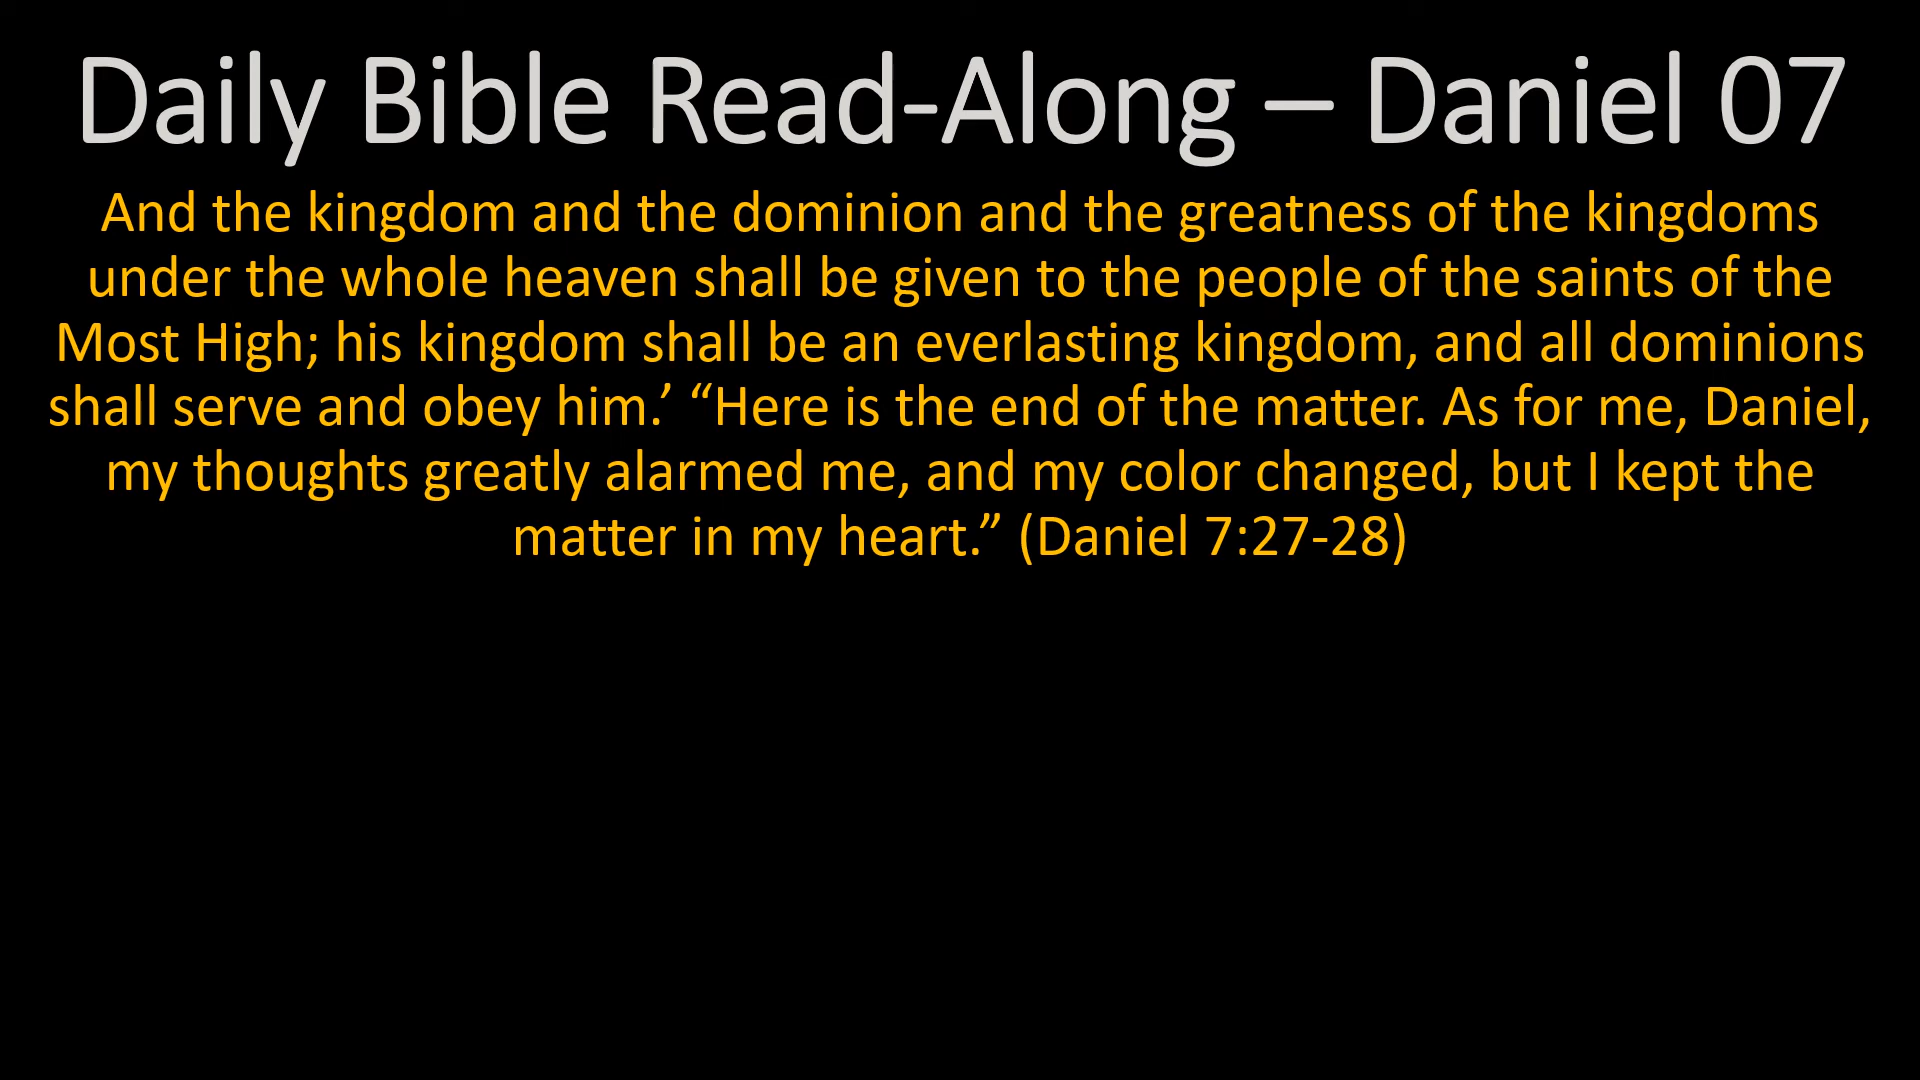 Daily Bible Read-Along – Daniel 07
And the kingdom and the dominion and the greatness of the kingdoms
under the whole heaven shall be given to the people of the saints of the
Most High; his kingdom shall be an everlasting kingdom, and all dominions
shall serve and obey him.’ “Here is the end of the matter. As for me, Daniel,
my thoughts greatly alarmed me, and my color changed, but I kept the
matter in my heart.” (Daniel 7:27-28)